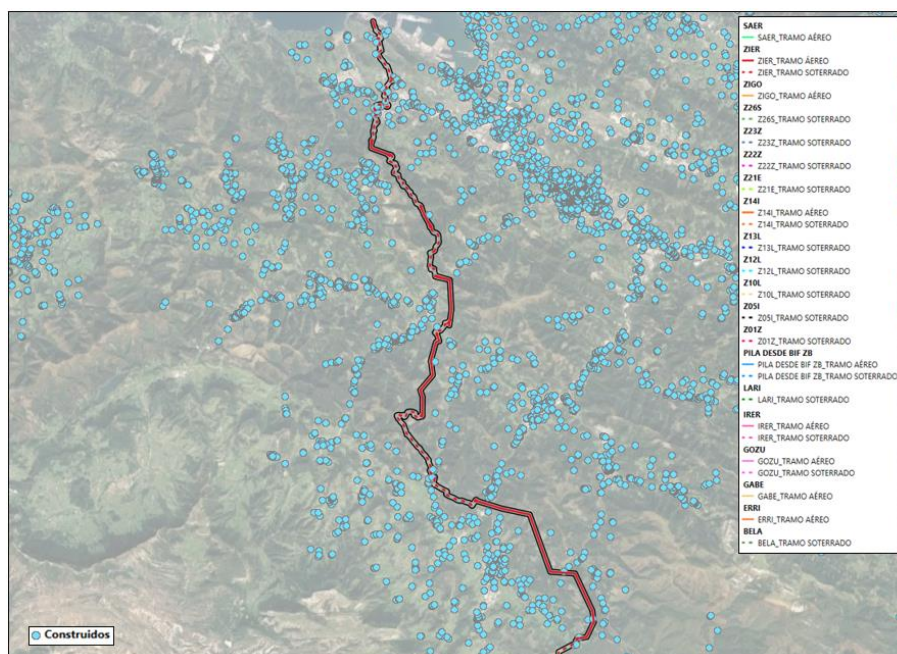 SAER
SAER_TRAMO AÉREO
ZIER
ZIER_TRAMO ÁEREO
ZIER_TRAMO SOTERRADO
ZIGO
ZIGO_TRAMO AÉREO
Z26S
Z26S_TRAMO SOTERRADO
Z23Z
Z23Z_TRAMO SOTERRADO
Z22Z
Z22Z_TRAMO SOTERRADO
Z21E
Z21E_TRAMO SOTERRADO
Z14I
Z14I_TRAMO AÉREO
Z14I_TRAMO SOTERRADO
Z13L
Z13L_TRAMO SOTERRADO
Z12L
Z12L_TRAMO SOTERRADO
Z10L
Z10L_TRAMO SOTERRADO
Z05I
Z05I_TRAMO SOTERRADO
Z01Z
Z01Z_TRAMO SOTERRADO
PILA DESDE BIF ZB
PILA DESDE BIF ZB_TRAMO AÉREO
PILA DESDE BIF ZB_TRAMO SOTERRADO
LARI
LARI_TRAMO SOTERRADO
IRER
IRER_TRAMO AÉREO
IRER_TRAMO SOTERRADO
GOZU
GOZU_TRAMO AÉREO
GOZU_TRAMO SOTERRADO
GABE
GABE_TRAMO AÉREO
ERRI
ERRI_TRAMO AÉREO
BELA
BELA_TRAMO SOTERRADO
Construidos